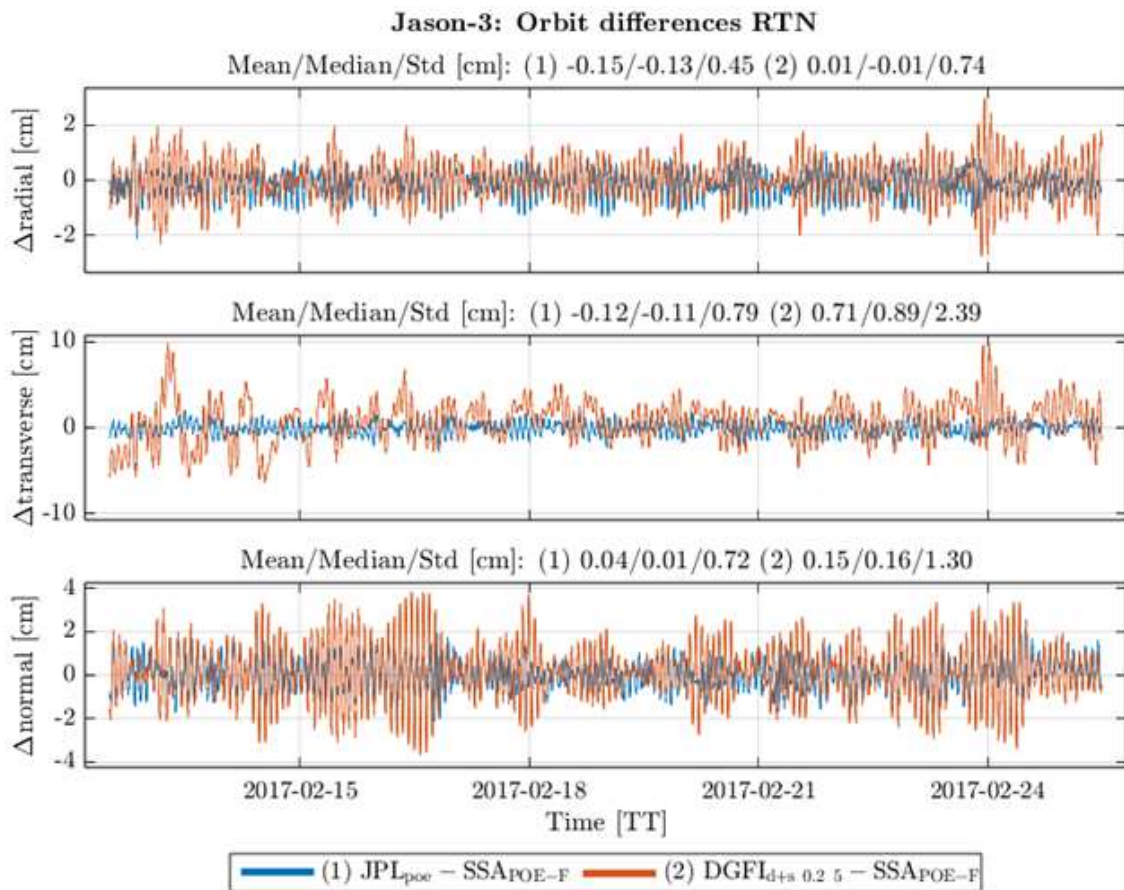 Jason-3: Orbit differences RTN
Mean/Median/Std [cm]: (1) -0.15/-0.13/0.45 (2) 0.01/-0.01/0.74
Δradial [cm]
2
0
-2
Mean/Median/Std [cm]: (1) -0.12/-0.11/0.79 (2) 0.71/0.89/2.39
Δtransverse [cm]
10
0
-10
Mean/Median/Std [cm]: (1) 0.04/0.01/0.72 (2) 0.15/0.16/1.30
Δnormal [cm]
4
2
0
-2
-4
2017-02-15 2017-02-18 2017-02-21 2017-02-24
Time [TT]
(1) JPLpoe − SSAPOE−F (2) DGFId+s 0.2 5 − SSAPOE−F